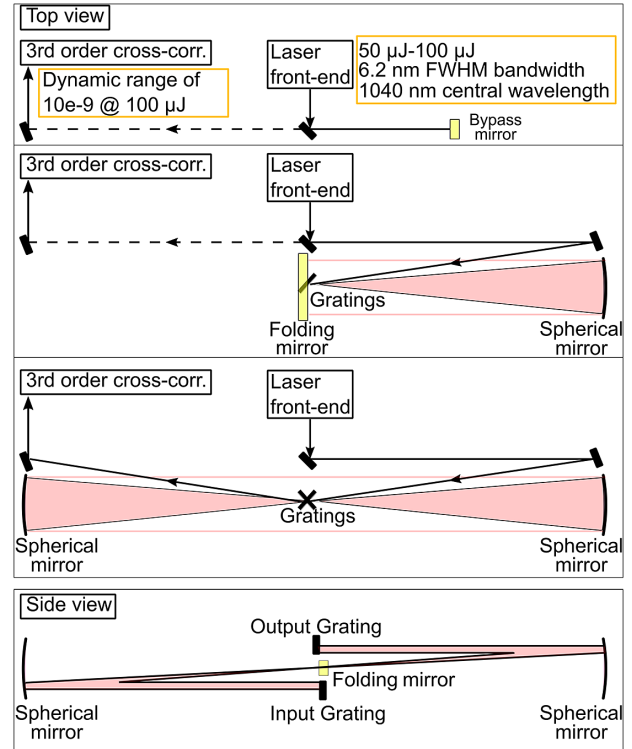 Top view
3rd order cross-corr.
Laser
front-end
50 µJ-100 µJ
6.2 nm FWHM bandwidth
1040 nm central wavelength
Dynamic range of
10e-9 @ 100 µJ
Bypass
mirror
3rd order cross-corr.
Laser
front-end
Gratings
Folding
mirror
Spherical
mirror
3rd order cross-corr.
Laser
front-end
Gratings
Spherical
mirror
Spherical
mirror
Side view
Output Grating
Folding mirror
Input Grating
Spherical
mirror
Spherical
mirror